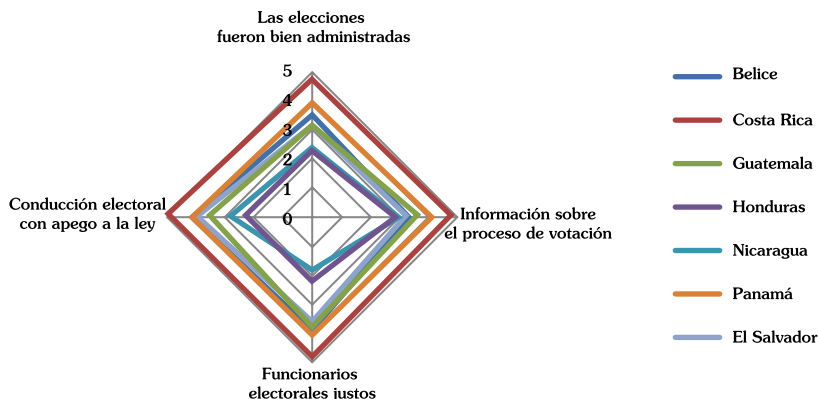 Las elecciones
fueron bien administradas
5
4
3
2
1
0
Conducción electoral
con apego a la ley
Información sobre
el proceso de votación
Funcionarios
electorales justos
Belice
Costa Rica
Guatemala
Honduras
Nicaragua
Panamá
El Salvador